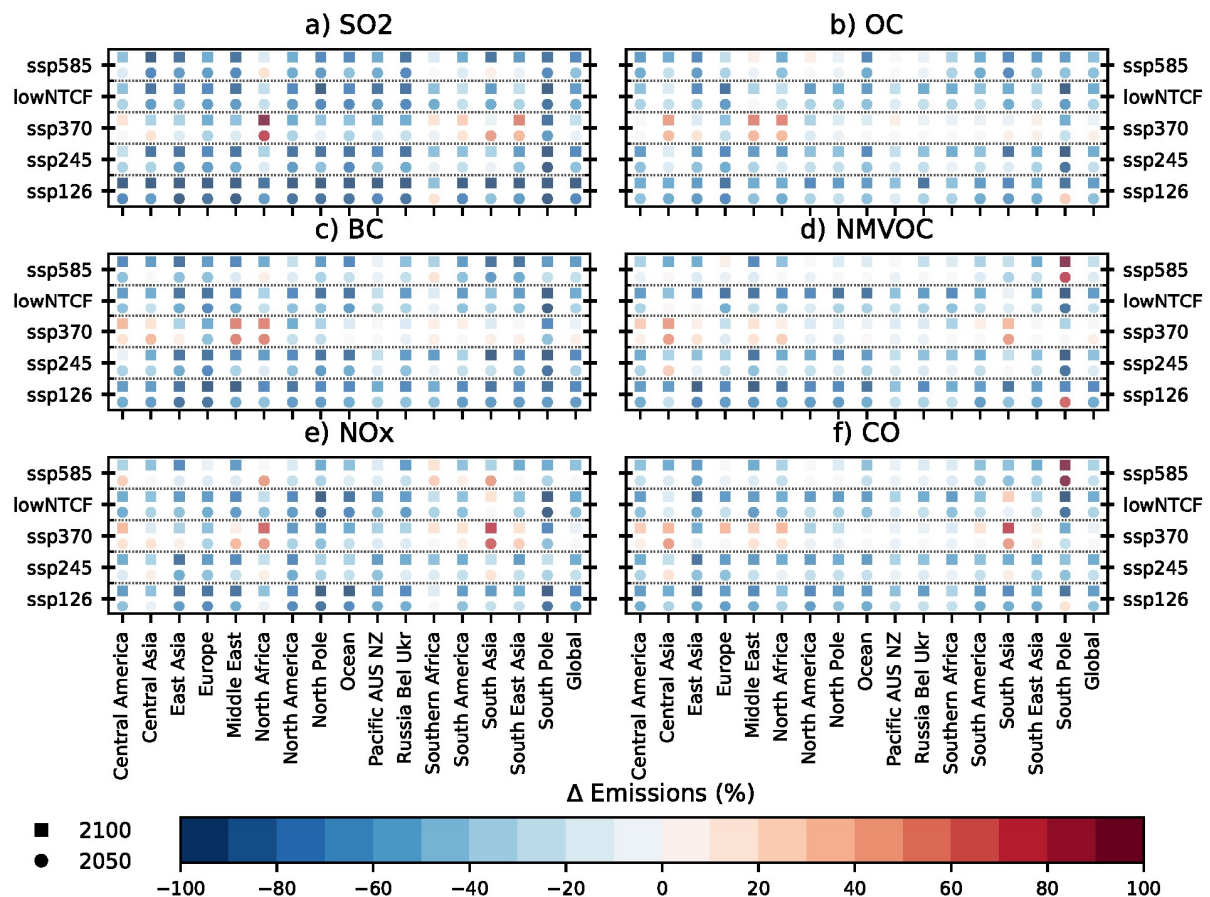 a) SO2
b) OC
ssp585
lowNTCF
ssp370
ssp245
ssp126
ssp585
lowNTCF
ssp370
ssp245
ssp126
c) BC
d) NMVOC
ssp585
lowNTCF
ssp370
ssp245
ssp126
ssp585
lowNTCF
ssp370
ssp245
ssp126
e) NOx
f) CO
ssp585
lowNTCF
ssp370
ssp245
ssp126
ssp585
lowNTCF
ssp370
ssp245
ssp126
Central America
Central Asia
East Asia
Europe
Middle East
North Africa
North America
North Pole
Ocean
Pacific AUS NZ
Russia Bel Ukr
Southern Africa
South America
South Asia
South East Asia
South Pole
Global
Central America
Central Asia
East Asia
Europe
Middle East
North Africa
North America
North Pole
Ocean
Pacific AUS NZ
Russia Bel Ukr
Southern Africa
South America
South Asia
South East Asia
South Pole
Global
Δ Emissions (%)
2100
2050
−100 −80 −60 −40 −20 0 20 40 60 80 100